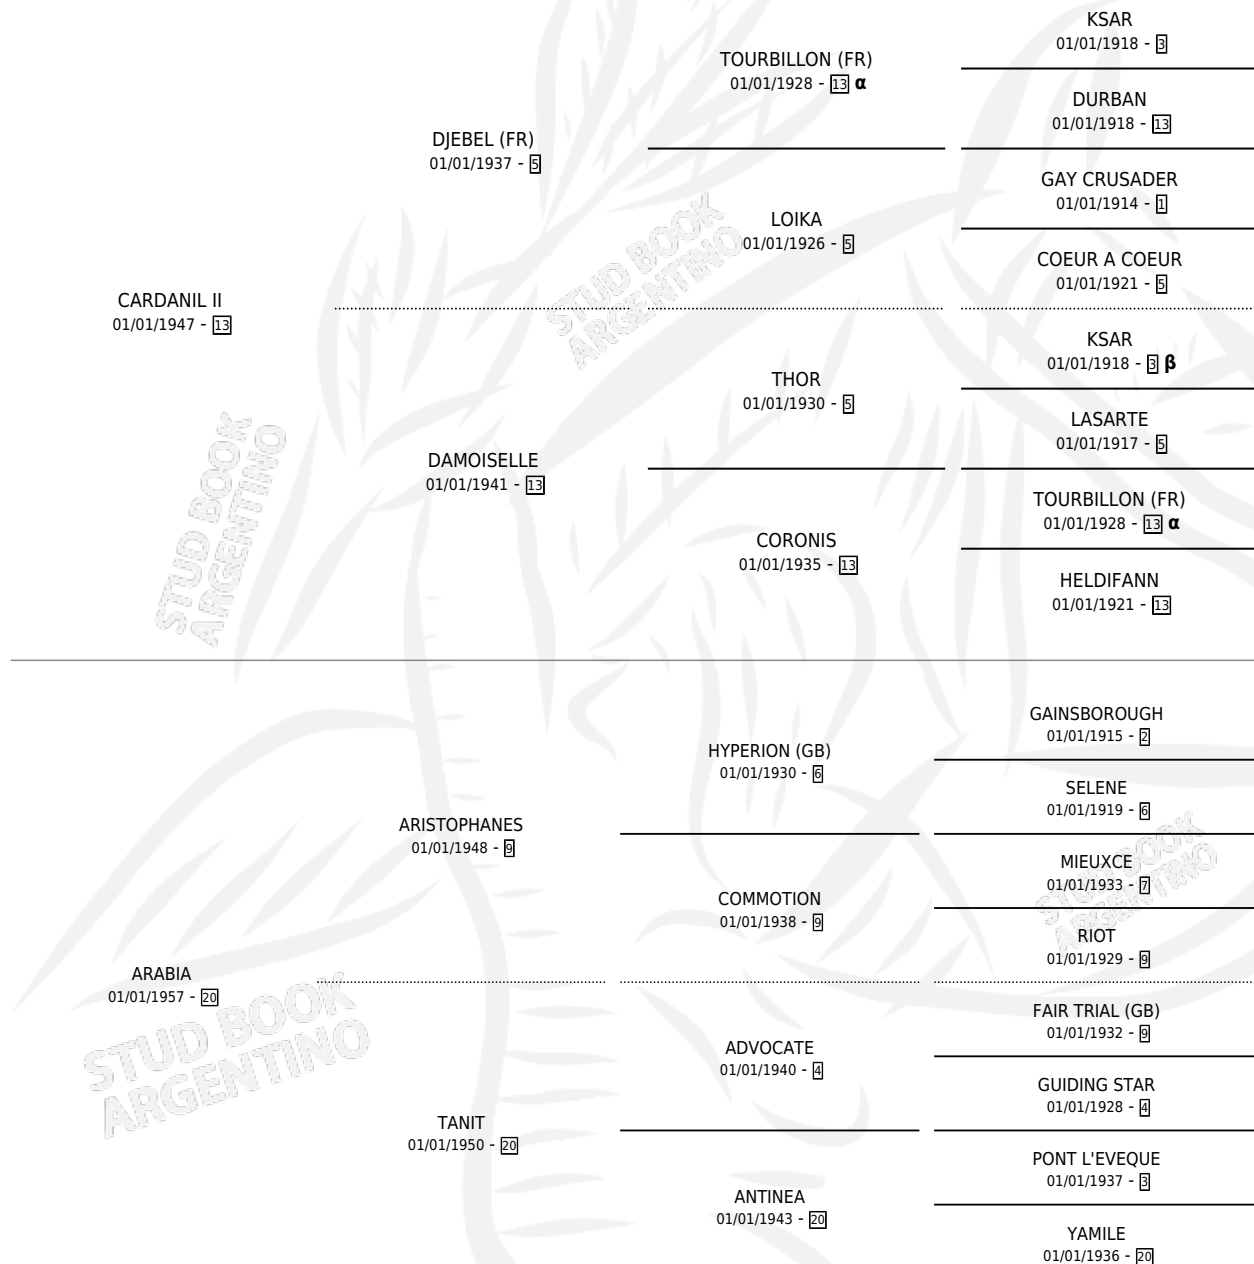 CARDANIL II
01/01/1947 - 13
DJEBEL (FR)
01/01/1937 - 5
TOURBILLON (FR)
01/01/1928 - 13 α
KSAR
01/01/1918 - 3
DURBAN
01/01/1918 - 13
LOIKA
01/01/1926 - 5
GAY CRUSADER
01/01/1914 - 1
COEUR A COEUR
01/01/1921 - 5
DAMOISELLE
01/01/1941 - 13
THOR
01/01/1930 - 5
KSAR
01/01/1918 - 3 β
LASARTE
01/01/1917 - 5
CORONIS
01/01/1935 - 13
TOURBILLON (FR)
01/01/1928 - 13 α
HELDIFANN
01/01/1921 - 13
ARABIA
01/01/1957 - 20
ARISTOPHANES
01/01/1948 - 9
HYPERION (GB)
01/01/1930 - 6
GAINSBOROUGH
01/01/1915 - 2
SELENE
01/01/1919 - 6
COMMOTION
01/01/1938 - 9
MIEUXCE
01/01/1933 - 7
RIOT
01/01/1929 - 9
TANIT
01/01/1950 - 20
ADVOCATE
01/01/1940 - 4
FAIR TRIAL (GB)
01/01/1932 - 9
GUIDING STAR
01/01/1928 - 4
ANTINEA
01/01/1943 - 20
PONT L'EVEQUE
01/01/1937 - 3
YAMILE
01/01/1936 - 20
STUD BOOK
ARGENTINO
STUD BOOK
ARGENTINO
STUD BOOK
ARGENTINO
STUD BOOK
ARGENTINO